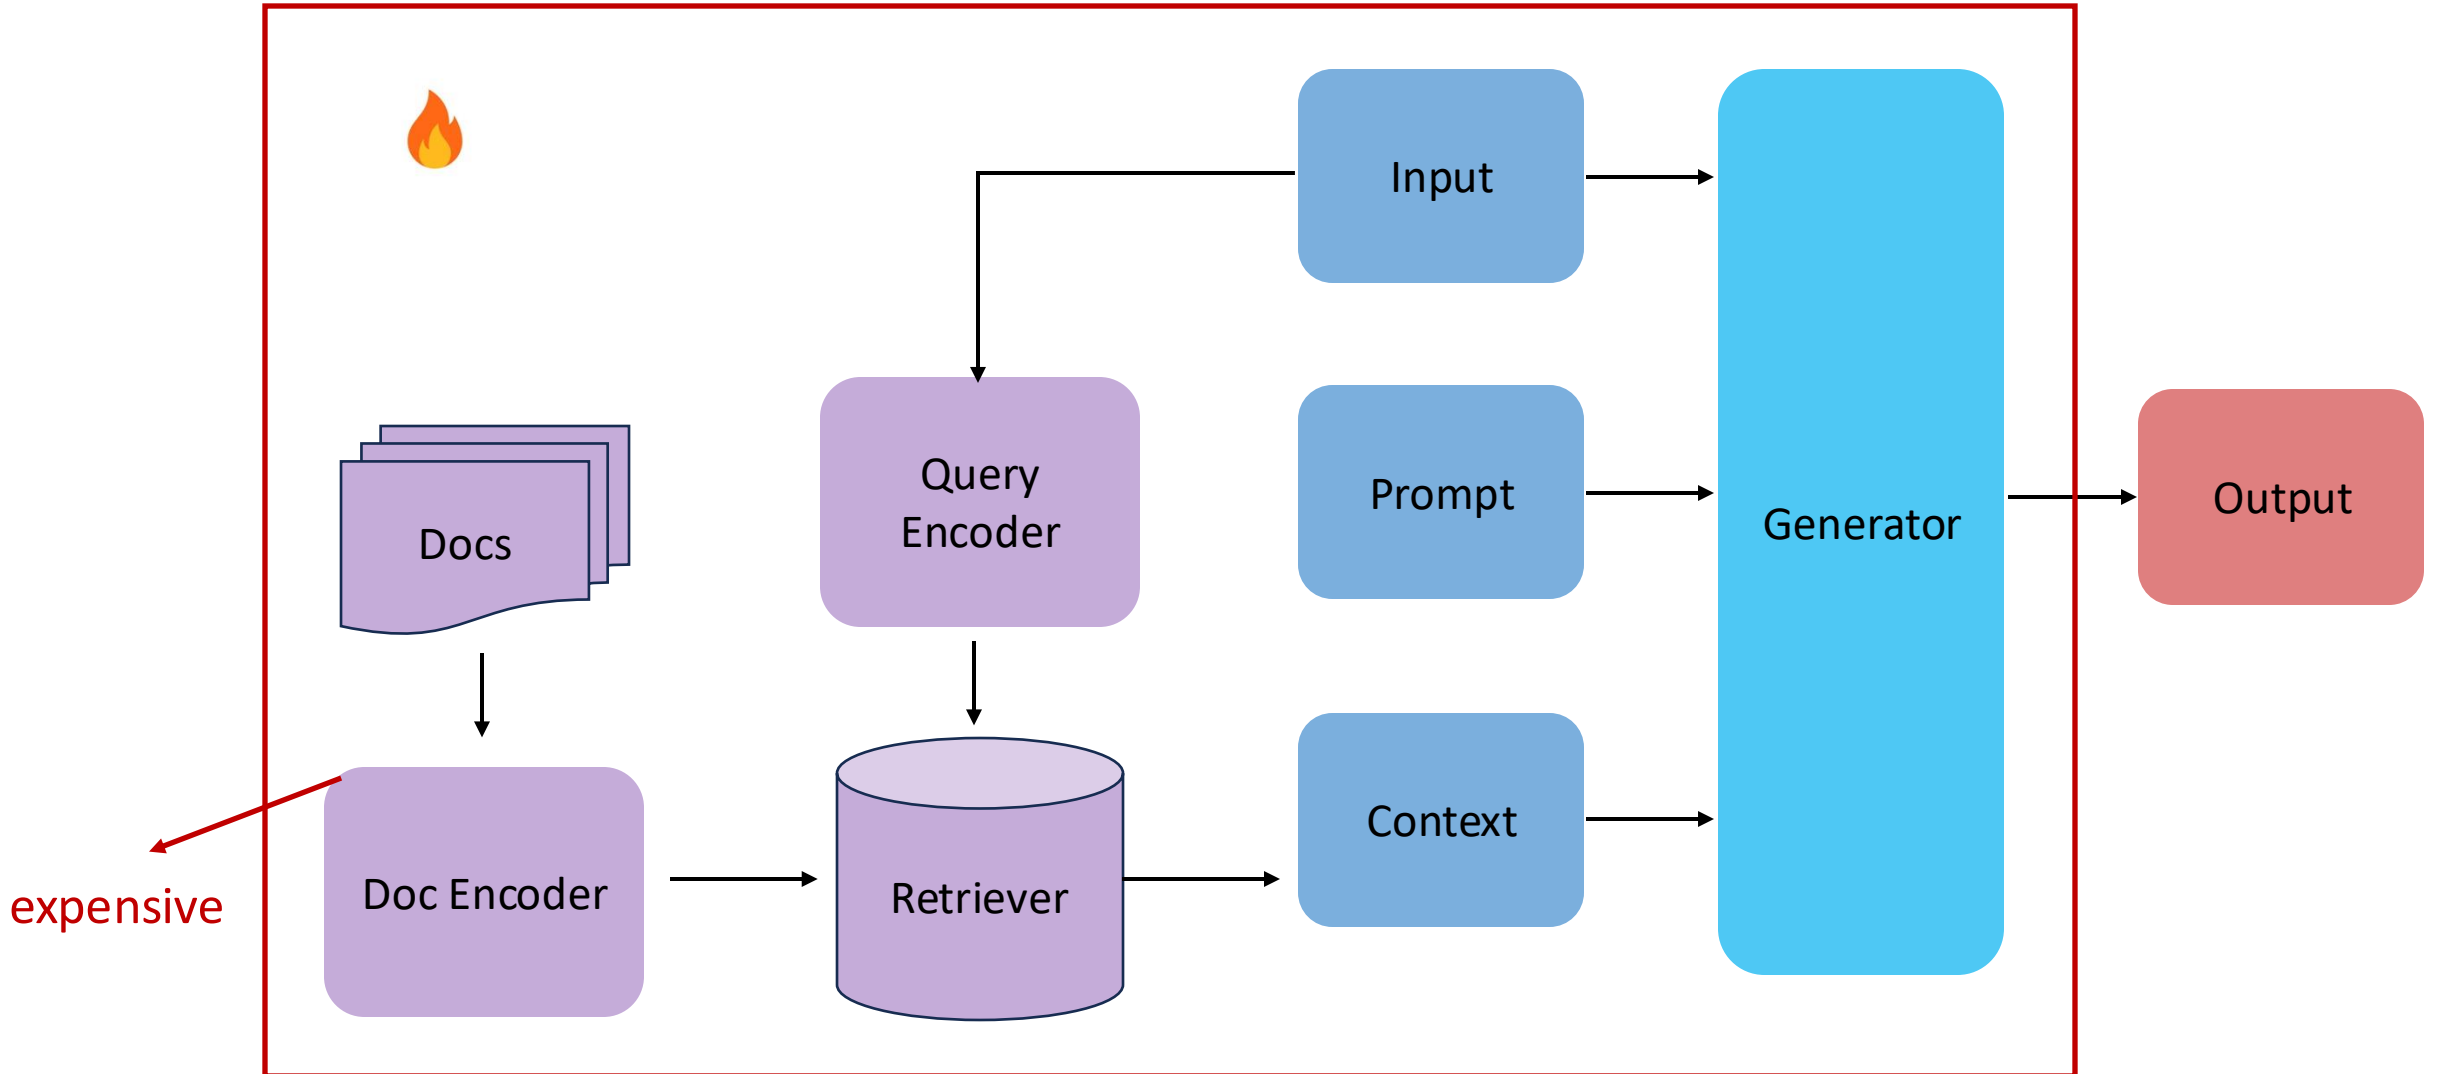 Input
Query
Encoder
Prompt
Generator
Output
Docs
Context
Doc Encoder
Retriever
expensive